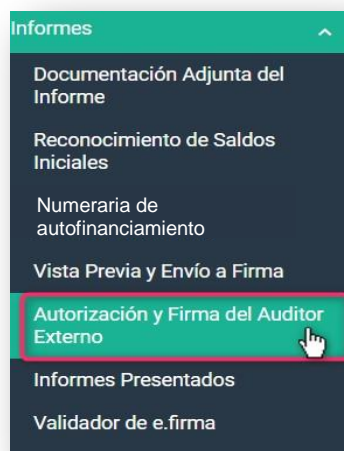 Informes
Documentación Adjunta del
Informe
Reconocimiento de Saldos
Iniciales
Numeraria de
autofinanciamiento
Vista Previa y Envío a Firma
Autorización y Firma del Auditor
Externo
Informes Presentados
Validador de e.firma